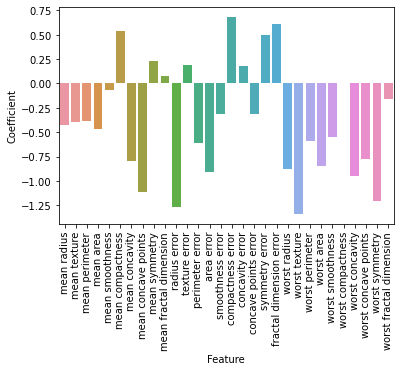 0.75
0.50
0.25
0.00
−0.25
−0.50
−0.75
−1.00
−1.25
Coefficient
mean radius
mean texture
mean perimeter
mean area
mean smoothness
mean compactness
mean concavity
mean concave points
mean symmetry
mean fractal dimension
radius error
texture error
perimeter error
area error
smoothness error
compactness error
concavity error
concave points error
symmetry error
fractal dimension error
worst radius
worst texture
worst perimeter
worst area
worst smoothness
worst compactness
worst concavity
worst concave points
worst symmetry
worst fractal dimension
Feature